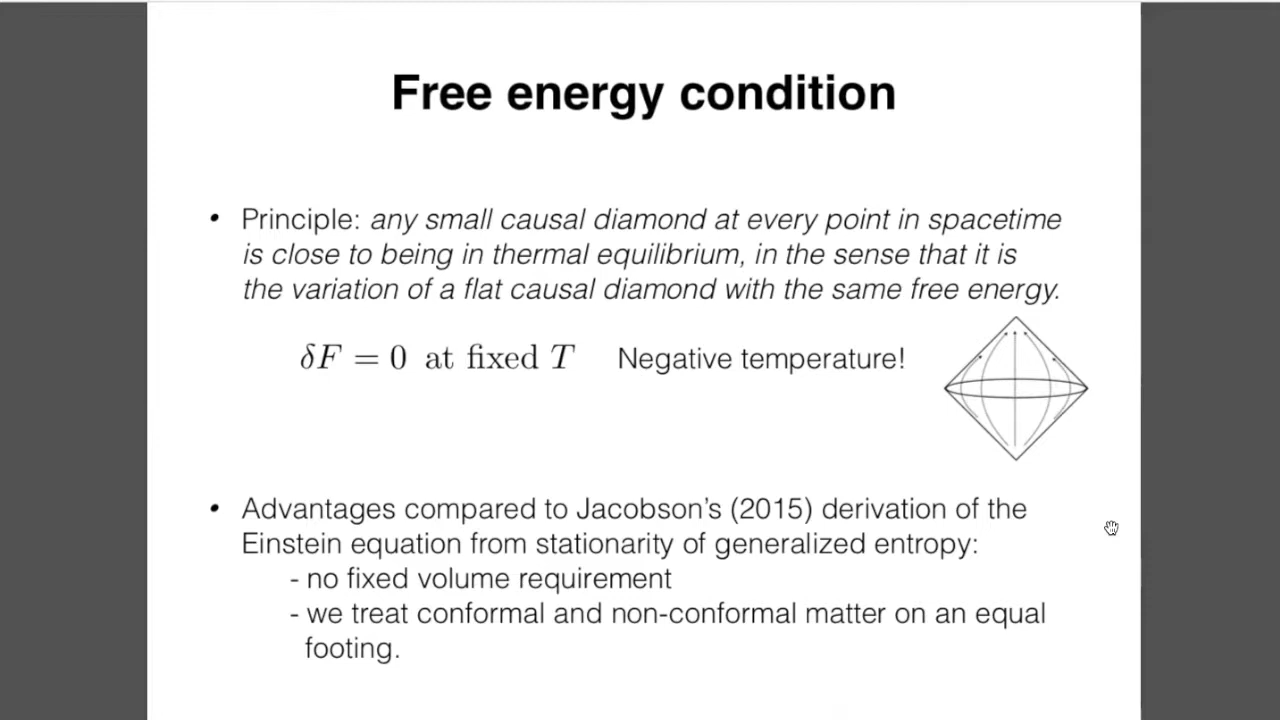 Free energy condition
• Principle: any small causal diamond at every point in spacetime
is close to being in thermal equilibrium, in the sense that it is
the variation of a flat causal diamond with the same free energy.
δF = 0 at fixed T Negative temperature!
• Advantages compared to Jacobson's (2015) derivation of the
Einstein equation from stationarity of generalized entropy:
- no fixed volume requirement
- we treat conformal and non-conformal matter on an equal
footing.